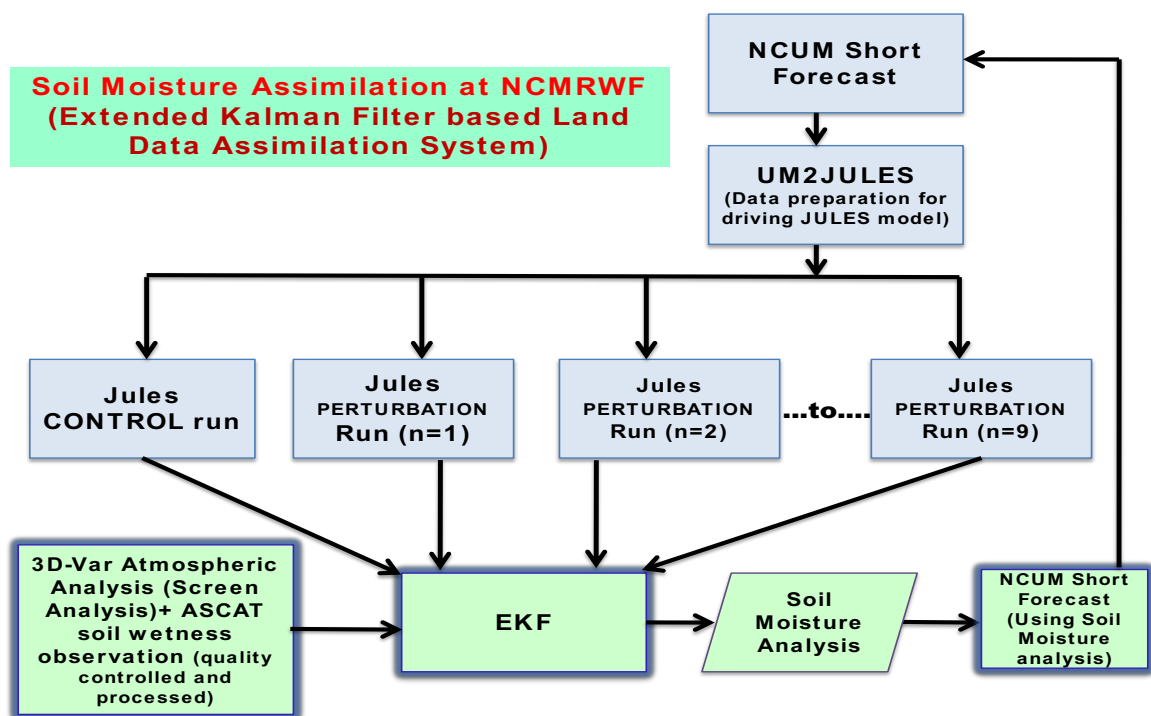 Soil Moisture Assimilation at NCMRWF
(Extended Kalman Filter based Land
Data Assimilation System)
NCUM Short
Forecast
UM2JULES
(Data preparation for
driving JULES model)
Jules
CONTROL run
Jules
PERTURBATION
Run (n=1)
Jules
PERTURBATION
Run (n=2)
...to....
Jules
PERTURBATION
Run (n=9)
3D-Var Atmospheric
Analysis (Screen
Analysis)+ ASCAT
soil wetness
observation (quality
controlled and
processed)
EKF
Soil
Moisture
Analysis
NCUM Short
Forecast
(Using Soil
Moisture
analysis)